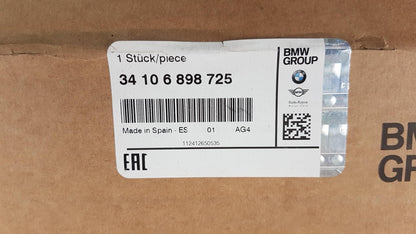 1 Stück/piece
BMW
GROUP
34 10 6 898 725
Made in Spain - ES 01 AG4
112412650535
EAC
BMW
GR